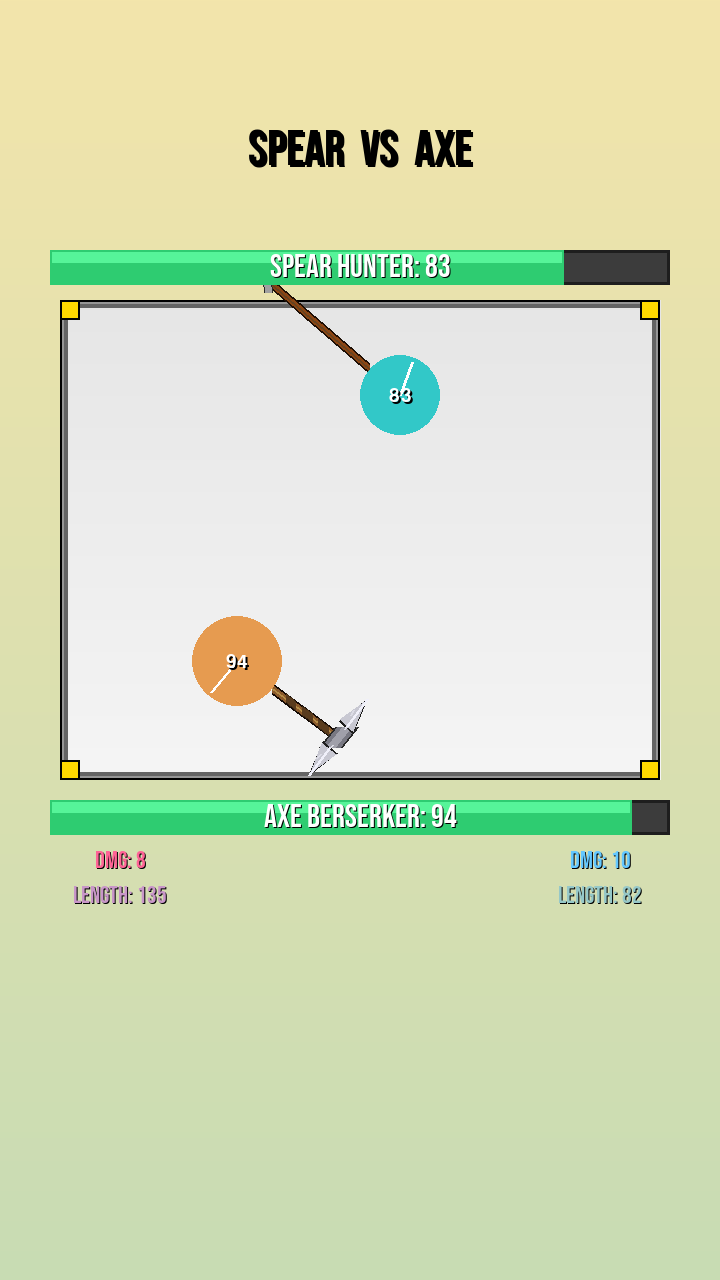 SPEAR VS AXE
SPEAR HUNTER: 83
83
94
AXE BERSERKER: 94
DMG: 8
DMG: 10
LENGTH: 135
LENGTH: 82